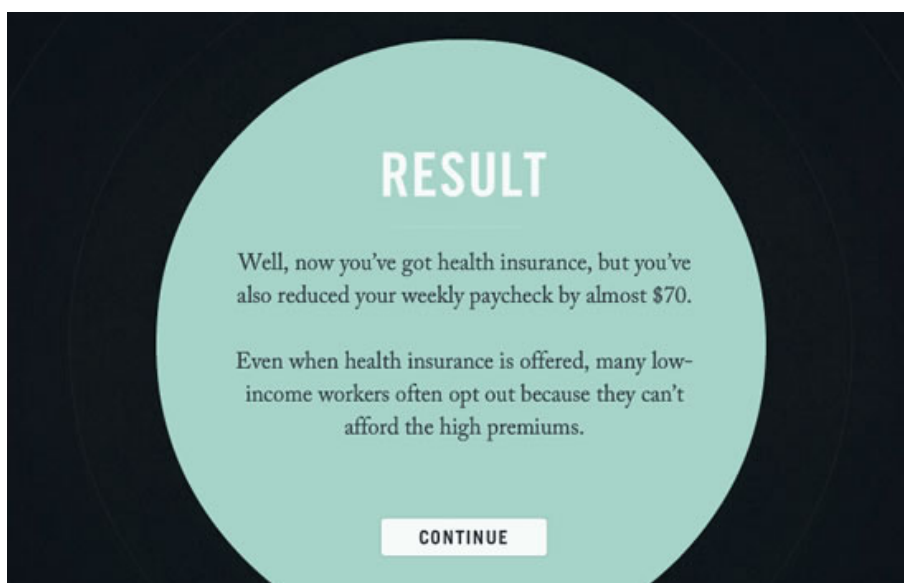 RESULT
Well, now you’ve got health insurance, but you’ve
also reduced your weekly paycheck by almost $70.
Even when health insurance is offered, many low-
income workers often opt out because they can’t
afford the high premiums.
CONTINUE